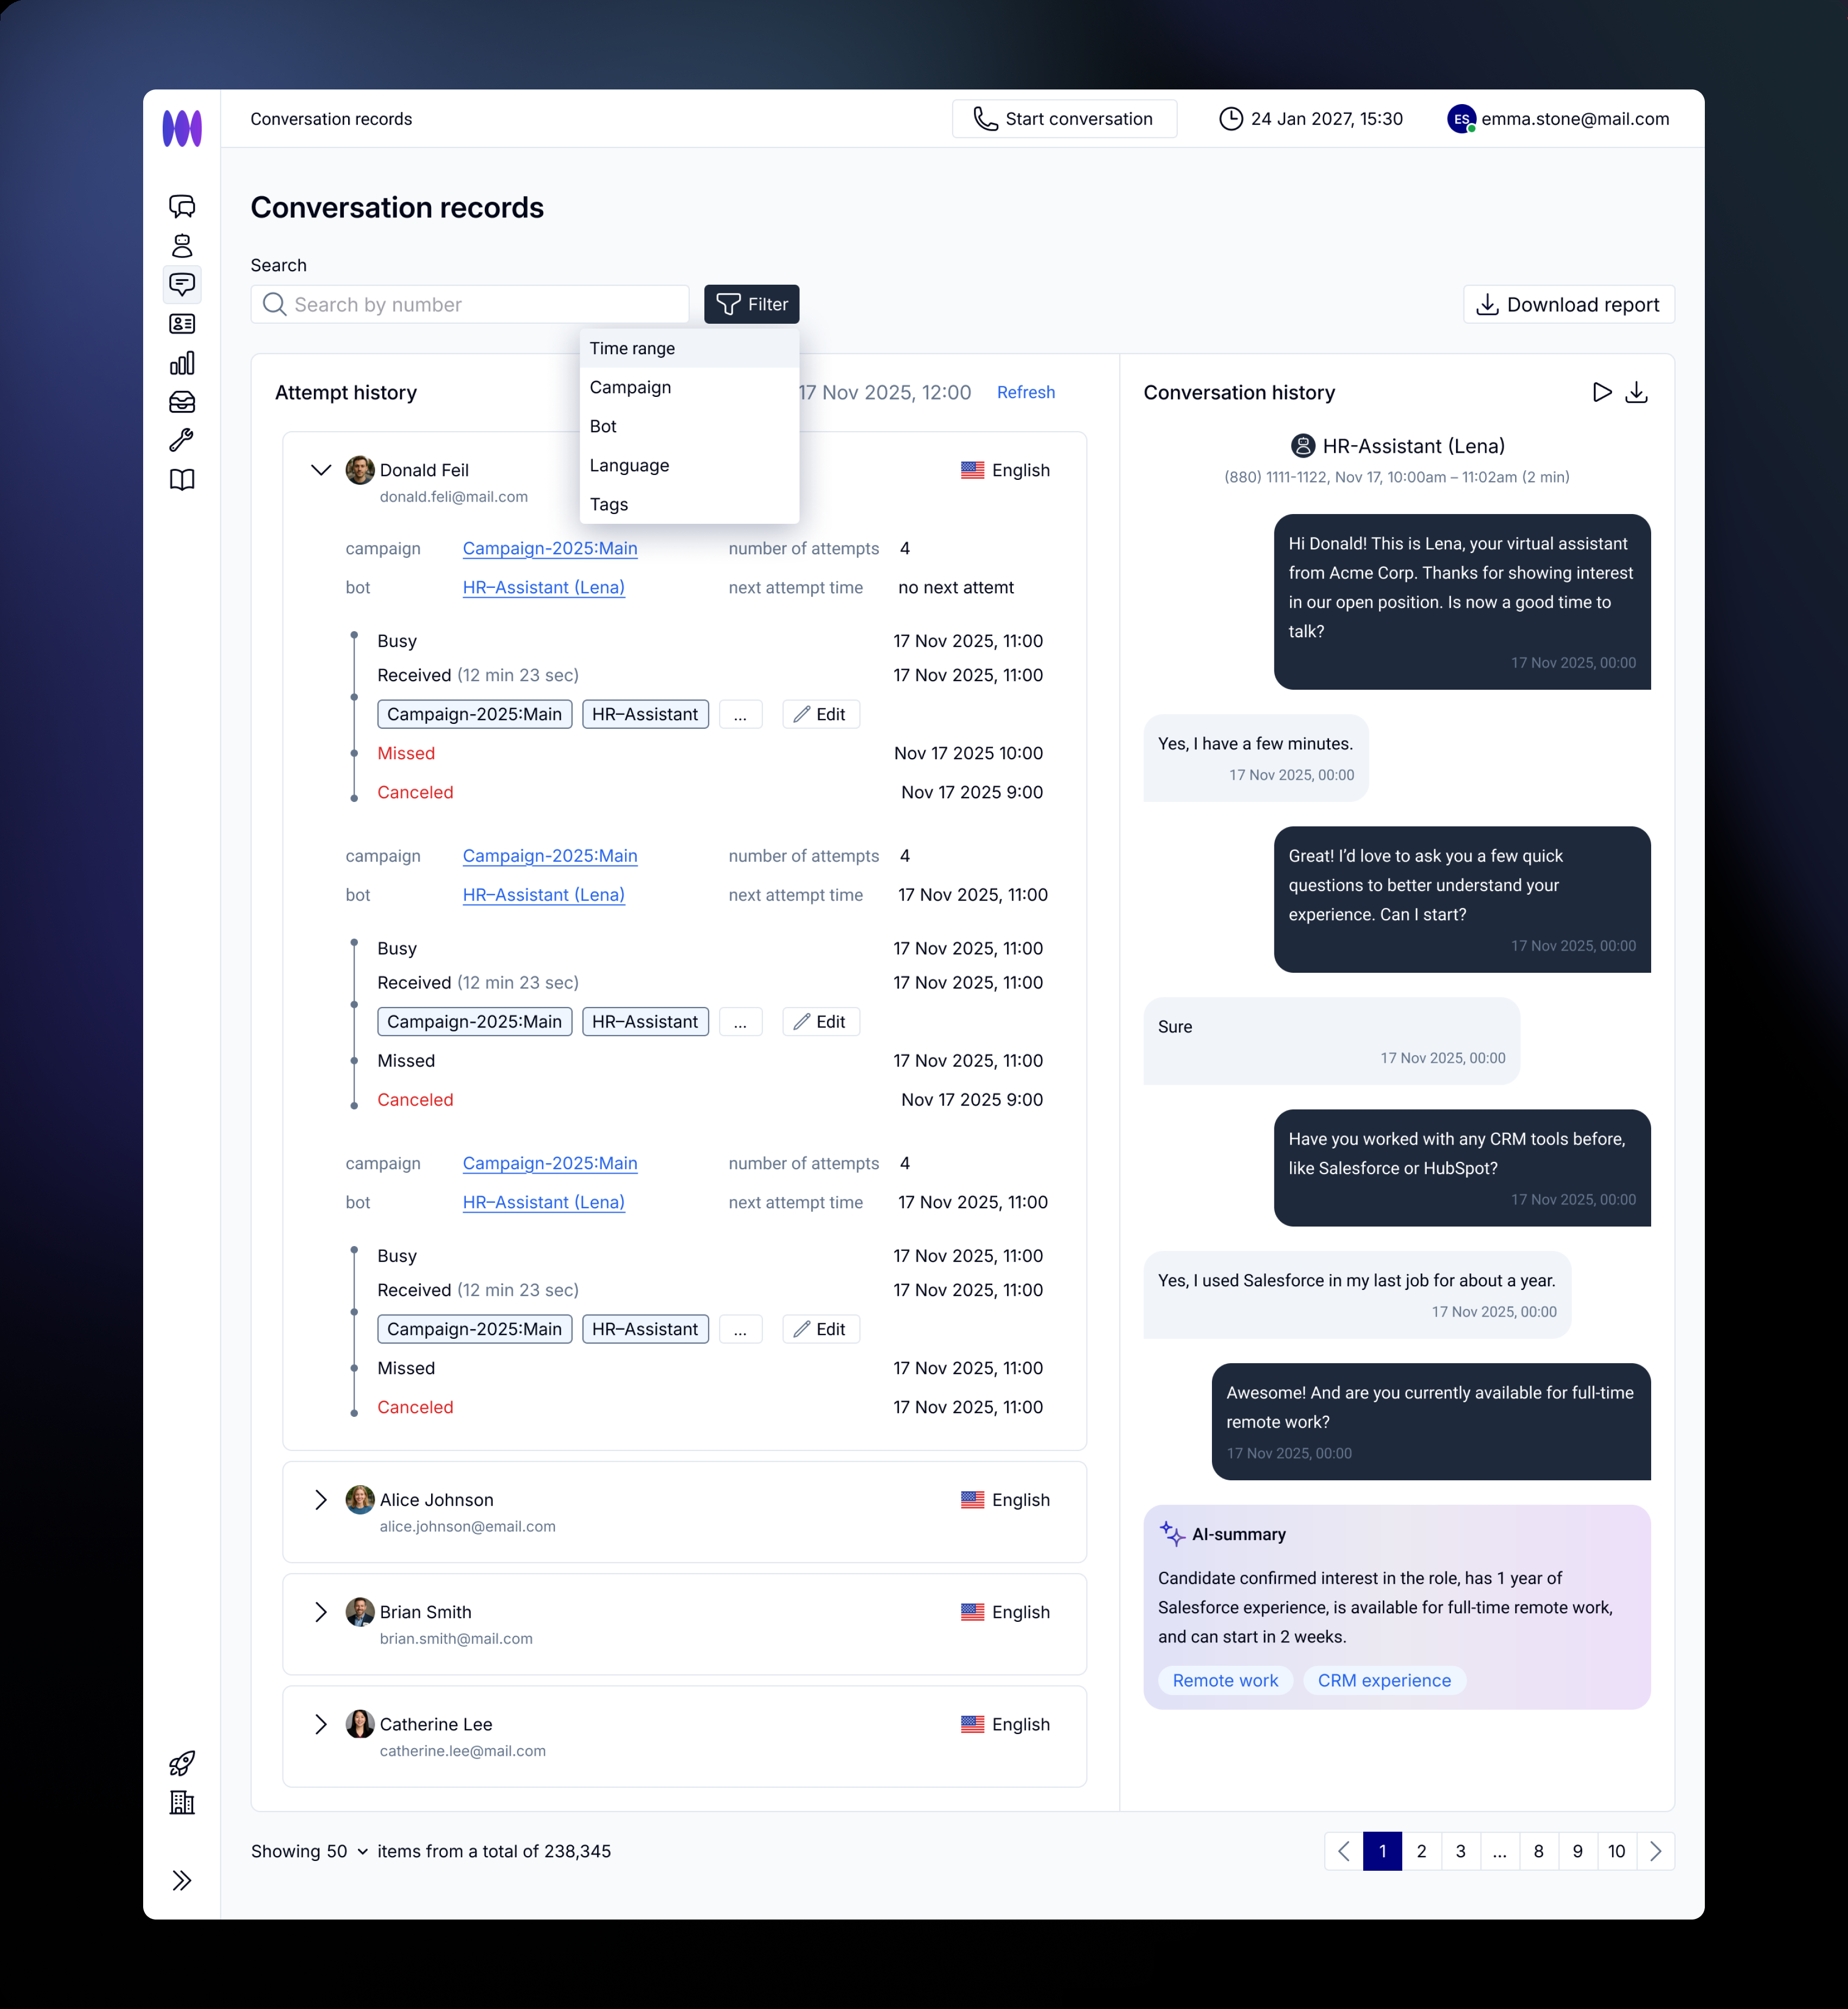 Conversation records
Start conversation
24 Jan 2027, 15:30
ES
emma.stone@mail.com
Conversation records
Search
Search by number
Filter
Download report
Time range
Campaign
Bot
Language
Tags
Attempt history
17 Nov 2025, 12:00
Refresh
Donald Feil
English
donald.feli@mail.com
campaign Campaign-2025:Main number of attempts 4
bot HR–Assistant (Lena) next attempt time no next attemt
Busy 17 Nov 2025, 11:00
Received (12 min 23 sec) 17 Nov 2025, 11:00
Campaign-2025:Main HR–Assistant ... Edit
Missed Nov 17 2025 10:00
Canceled Nov 17 2025 9:00
campaign Campaign-2025:Main number of attempts 4
bot HR–Assistant (Lena) next attempt time 17 Nov 2025, 11:00
Busy 17 Nov 2025, 11:00
Received (12 min 23 sec) 17 Nov 2025, 11:00
Campaign-2025:Main HR–Assistant ... Edit
Missed 17 Nov 2025, 11:00
Canceled Nov 17 2025 9:00
campaign Campaign-2025:Main number of attempts 4
bot HR–Assistant (Lena) next attempt time 17 Nov 2025, 11:00
Busy 17 Nov 2025, 11:00
Received (12 min 23 sec) 17 Nov 2025, 11:00
Campaign-2025:Main HR–Assistant ... Edit
Missed 17 Nov 2025, 11:00
Canceled 17 Nov 2025, 11:00
Alice Johnson
English
alice.johnson@email.com
Brian Smith
English
brian.smith@mail.com
Catherine Lee
English
catherine.lee@mail.com
Conversation history
HR-Assistant (Lena)
(880) 1111-1122, Nov 17, 10:00am – 11:02am (2 min)
Hi Donald! This is Lena, your virtual assistant
from Acme Corp. Thanks for showing interest
in our open position. Is now a good time to
talk?
17 Nov 2025, 00:00
Yes, I have a few minutes.
17 Nov 2025, 00:00
Great! I’d love to ask you a few quick
questions to better understand your
experience. Can I start?
17 Nov 2025, 00:00
Sure
17 Nov 2025, 00:00
Have you worked with any CRM tools before,
like Salesforce or HubSpot?
17 Nov 2025, 00:00
Yes, I used Salesforce in my last job for about a year.
17 Nov 2025, 00:00
Awesome! And are you currently available for full-time
remote work?
17 Nov 2025, 00:00
AI-summary
Candidate confirmed interest in the role, has 1 year of
Salesforce experience, is available for full-time remote work,
and can start in 2 weeks.
Remote work CRM experience
Showing 50 items from a total of 238,345
1 2 3 ... 8 9 10